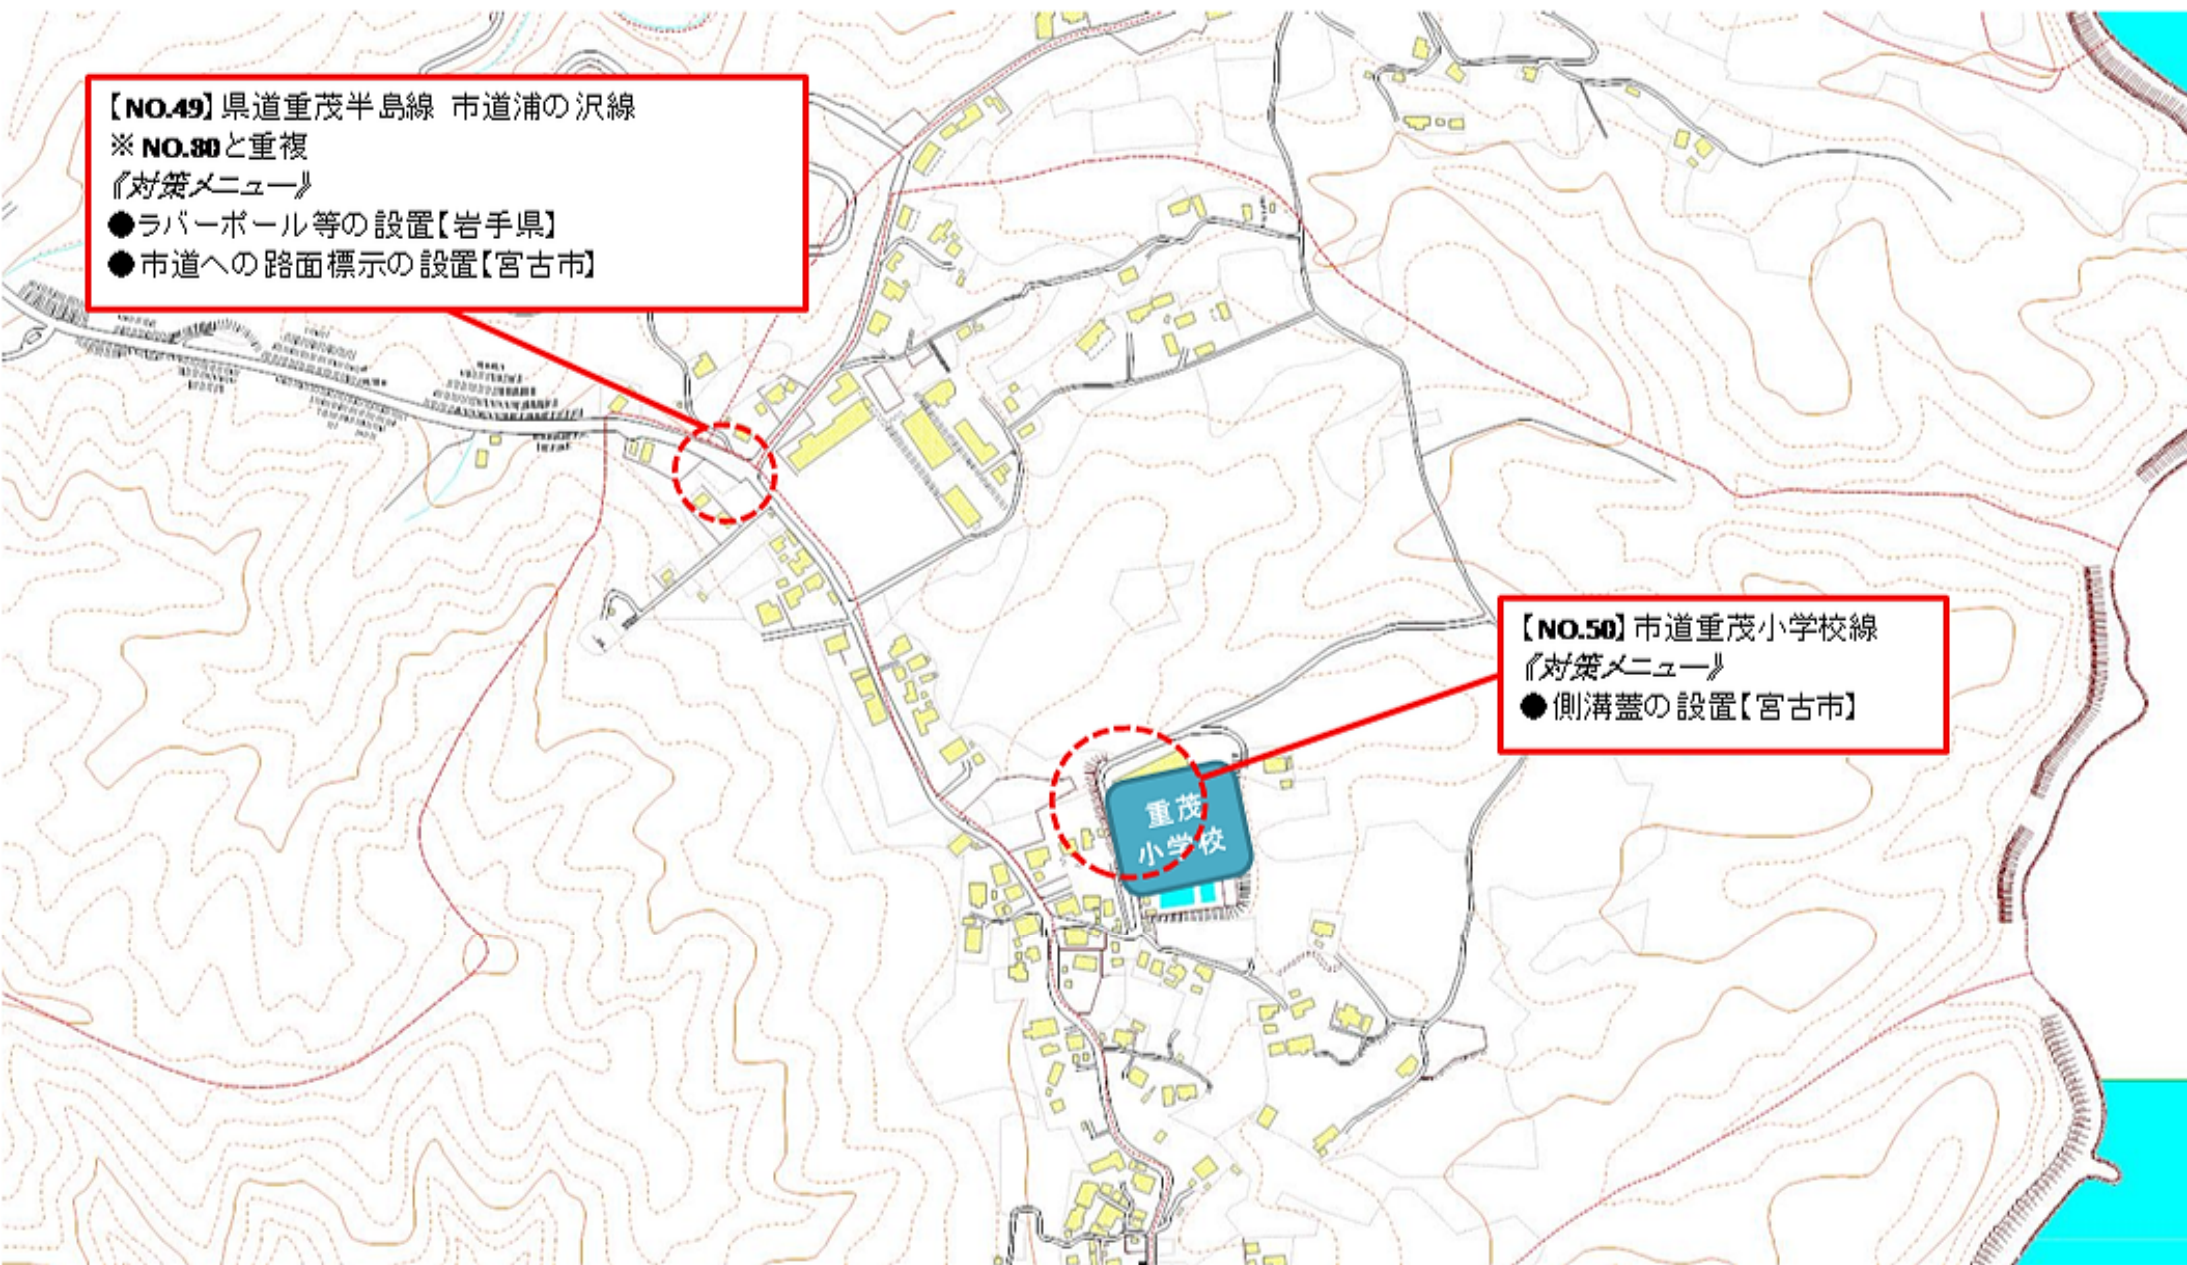 【NO.49】県道重茂半島線 市道浦の沢線
※NO.80と重複
《対策メニュー》
●ラバーポール等の設置【岩手県】
●市道への路面標示の設置【宮古市】
【NO.50】市道重茂小学校線
《対策メニュー》
●側溝蓋の設置【宮古市】
重茂
小学校